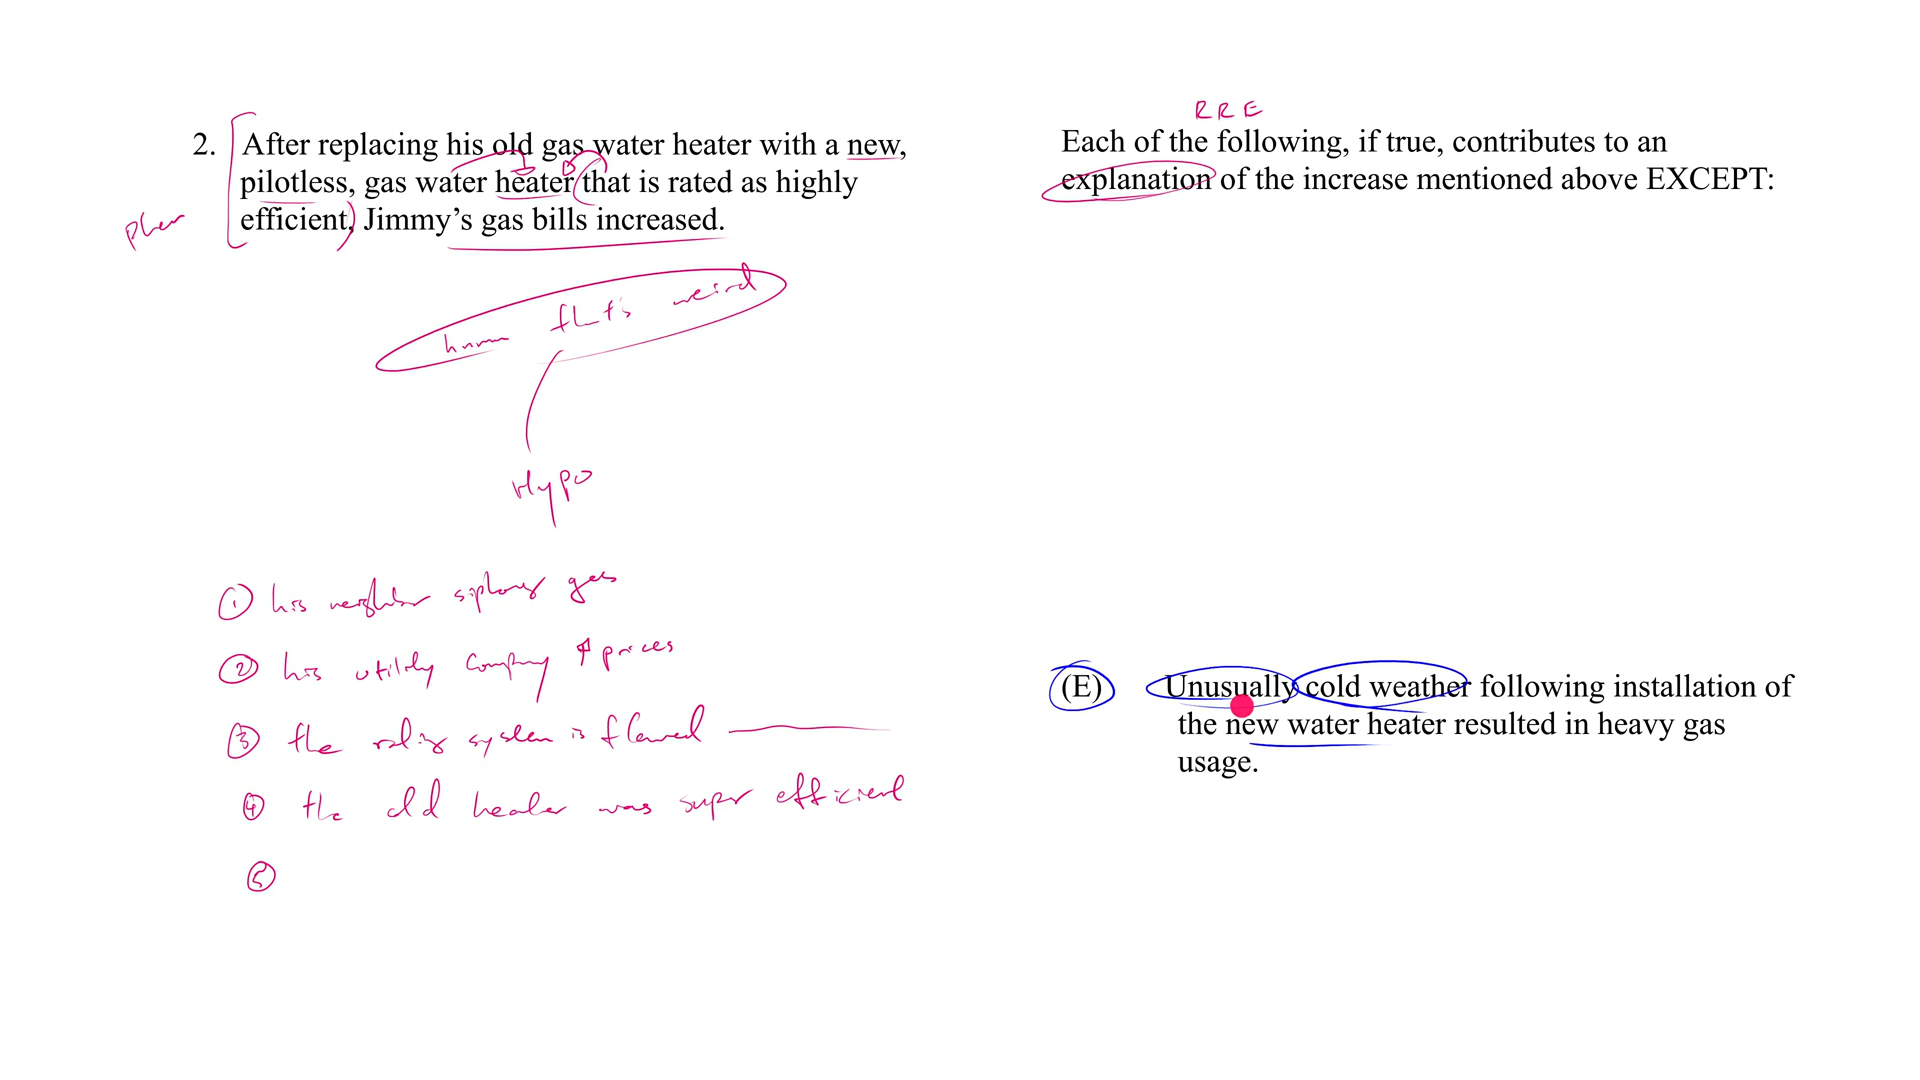 2. After replacing his old gas water heater with a new,
pilotless, gas water heater that is rated as highly
efficient, Jimmy’s gas bills increased.
phen
hmm that's weird
Hypo
① his neighbor siphons gas
② his utility company ↑ prices
③ the rating system is flawed
④ the old heater was super efficient
⑤
RRE
Each of the following, if true, contributes to an
explanation of the increase mentioned above EXCEPT:
(E) Unusually cold weather following installation of
the new water heater resulted in heavy gas
usage.